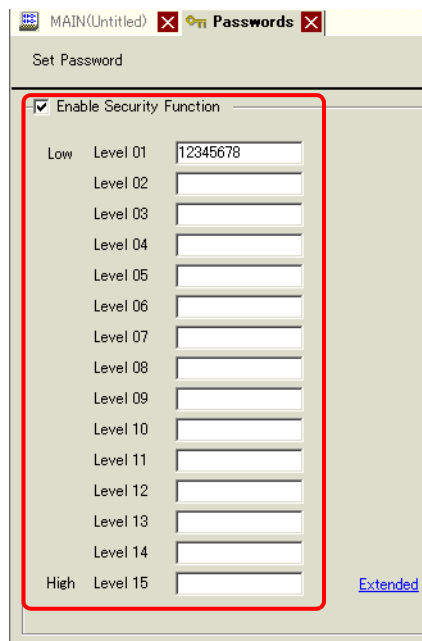 MAIN(Untitled) Passwords
Set Password
Enable Security Function
Low Level 01 12345678
Level 02
Level 03
Level 04
Level 05
Level 06
Level 07
Level 08
Level 09
Level 10
Level 11
Level 12
Level 13
Level 14
High Level 15 Extended